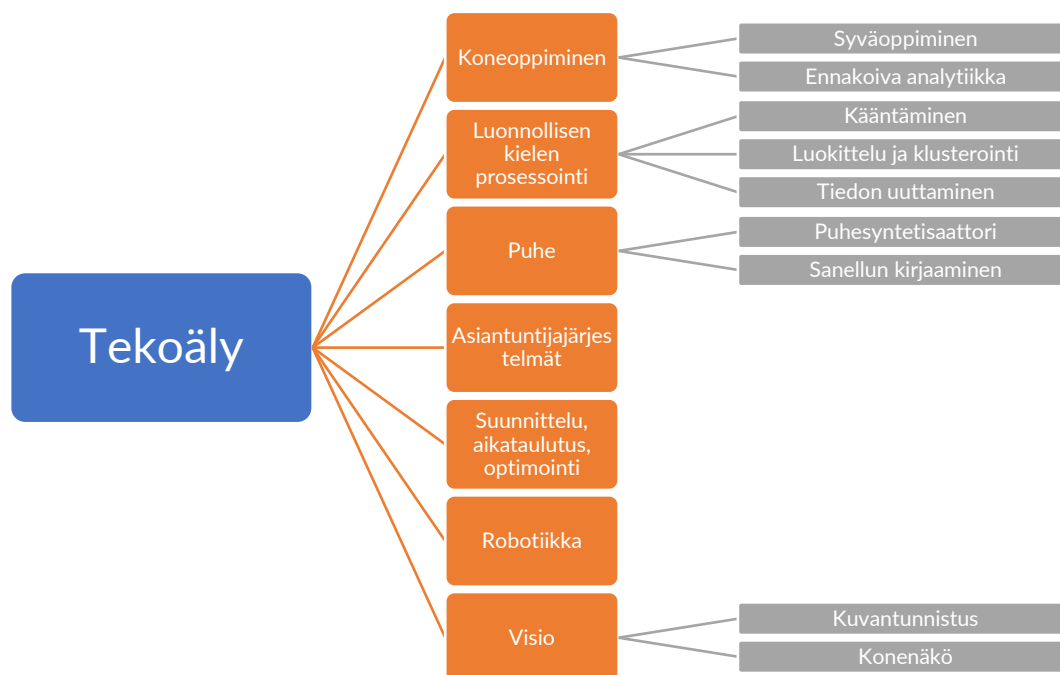 Tekoäly
Koneoppiminen
Syväoppiminen
Ennakoiva analytiikka
Luonnollisen
kielen
prosessointi
Kääntäminen
Luokittelu ja klusterointi
Tiedon uuttaminen
Puhe
Puhesyntetisaattori
Sanellun kirjaaminen
Asiantuntijajärjes
telmät
Suunnittelu,
aikataulutus,
optimointi
Robotiikka
Visio
Kuvantunnistus
Konenäkö